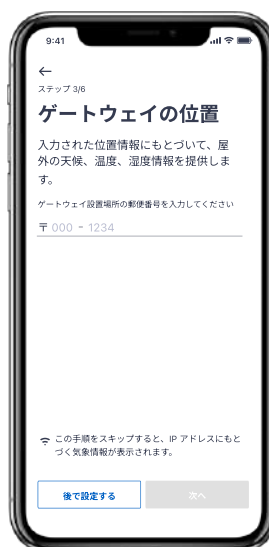 9:41
ステップ 3/6
ゲートウェイの位置
入力された位置情報にもとづいて、屋
外の天候、温度、湿度情報を提供しま
す。
ゲートウェイ設置場所の郵便番号を入力してください
〒 000 - 1234
この手順をスキップすると、IP アドレスにもと
づく気象情報が表示されます。
後で設定する 次へ